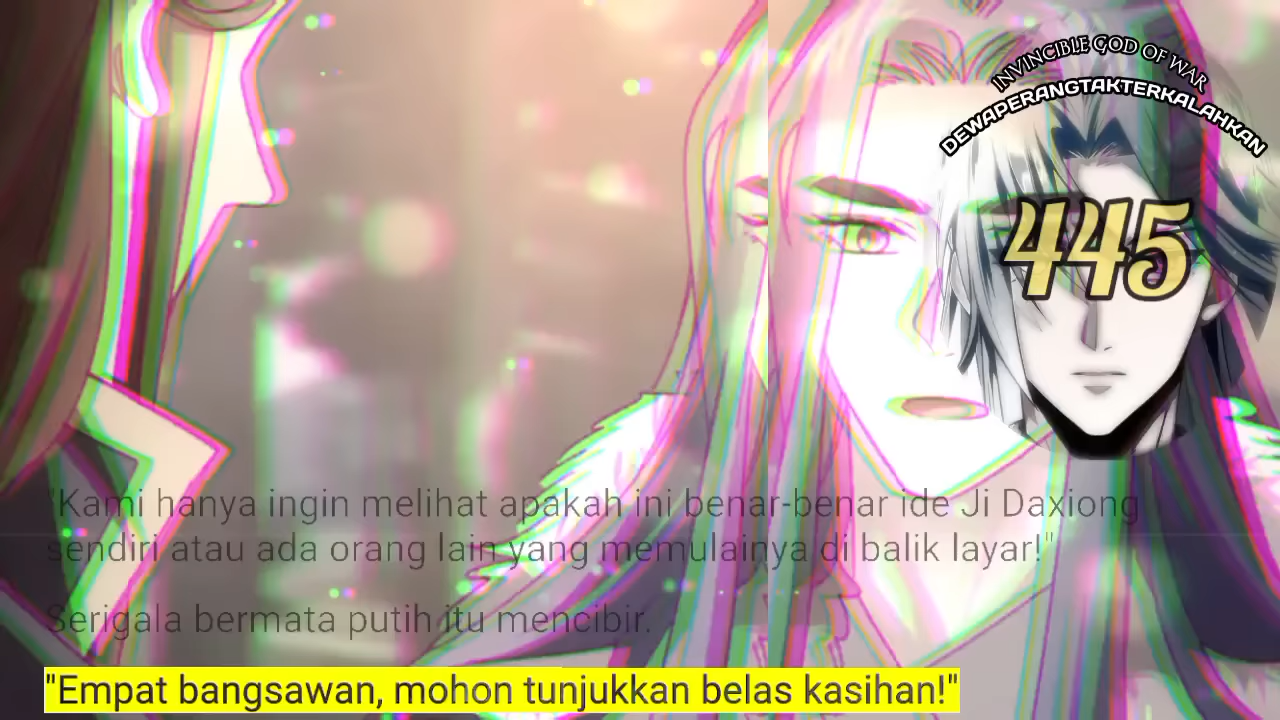 INVINCIBLE GOD OF WAR
DEWAPERANGTAKTERKALAHKAN
445
"Kami hanya ingin melihat apakah ini benar-benar ide Ji Daxiong
sendiri atau ada orang lain yang memulainya di balik layar!"
Serigala bermata putih itu mencibir.
"Empat bangsawan, mohon tunjukkan belas kasihan!"